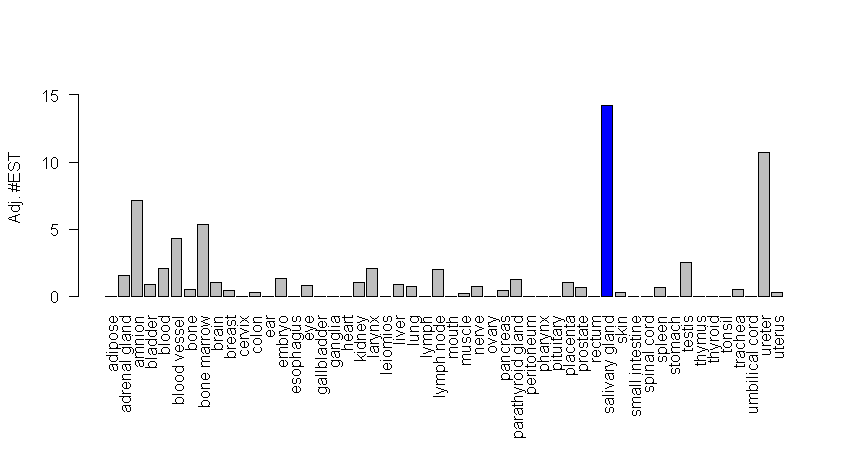 15
10
5
0
Adj. #EST
adipose
adrenal gland
amnion
bladder
blood
blood vessel
bone
bone marrow
brain
breast
cervix
colon
ear
embryo
esophagus
eye
gallbladder
ganglia
heart
kidney
larynx
leiomios
liver
lung
lymph
lymph node
mouth
muscle
nerve
ovary
pancreas
parathyroid gland
peritoneum
pharynx
pituitary
placenta
prostate
rectum
salivary gland
skin
small intestine
spinal cord
spleen
stomach
testis
thymus
thyroid
tonsil
trachea
umbilical cord
ureter
uterus